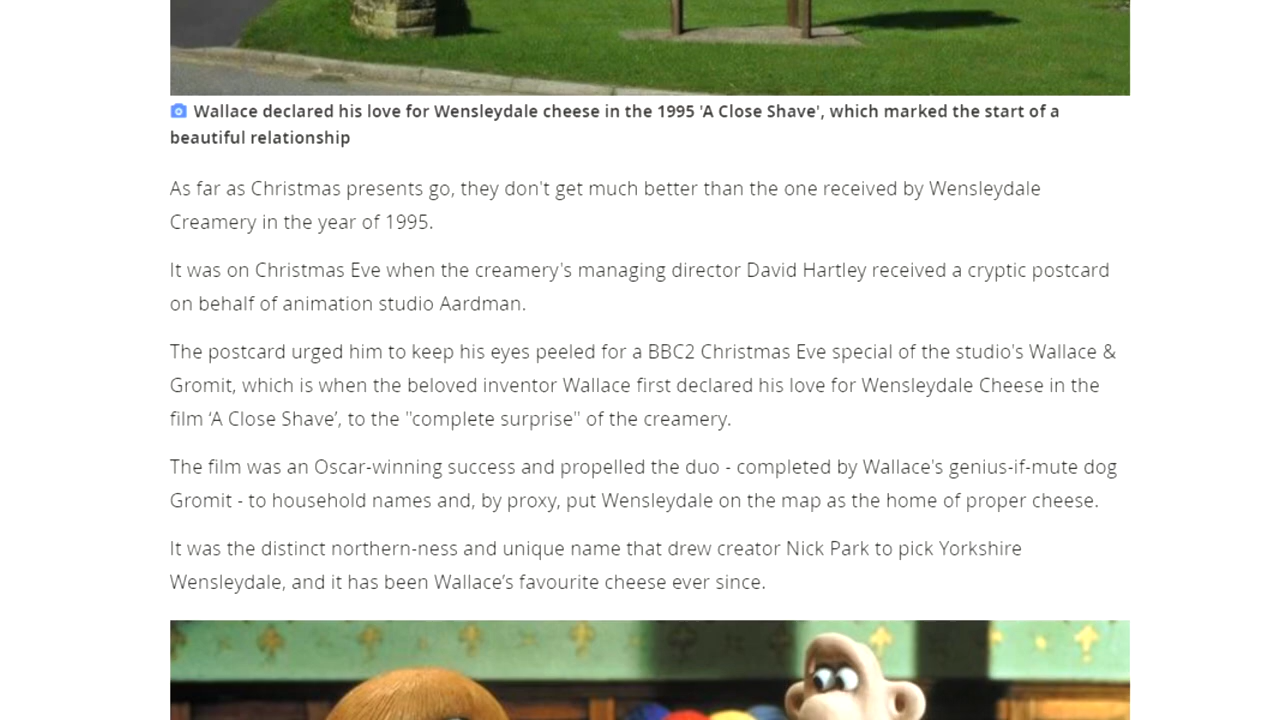 Wallace declared his love for Wensleydale cheese in the 1995 'A Close Shave', which marked the start of a
beautiful relationship
As far as Christmas presents go, they don't get much better than the one received by Wensleydale
Creamery in the year of 1995.
It was on Christmas Eve when the creamery's managing director David Hartley received a cryptic postcard
on behalf of animation studio Aardman.
The postcard urged him to keep his eyes peeled for a BBC2 Christmas Eve special of the studio's Wallace &
Gromit, which is when the beloved inventor Wallace first declared his love for Wensleydale Cheese in the
film ‘A Close Shave’, to the "complete surprise" of the creamery.
The film was an Oscar-winning success and propelled the duo - completed by Wallace's genius-if-mute dog
Gromit - to household names and, by proxy, put Wensleydale on the map as the home of proper cheese.
It was the distinct northern-ness and unique name that drew creator Nick Park to pick Yorkshire
Wensleydale, and it has been Wallace’s favourite cheese ever since.